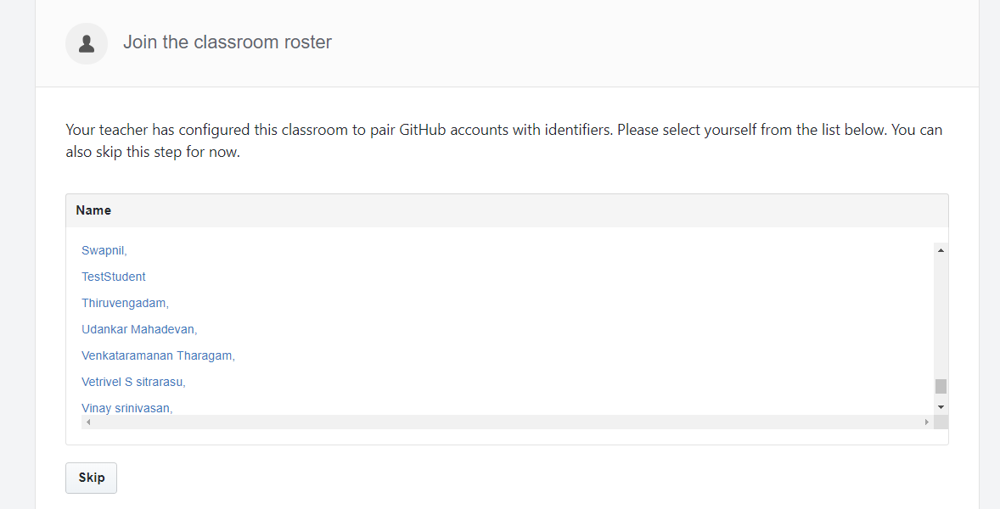 Join the classroom roster
Your teacher has configured this classroom to pair GitHub accounts with identifiers. Please select yourself from the list below. You can
also skip this step for now.
Name
Swapnil,
TestStudent
Thiruvengadam,
Udankar Mahadevan,
Venkataramanan Tharagam,
Vetrivel S sitrarasu,
Vinay srinivasan,
Skip